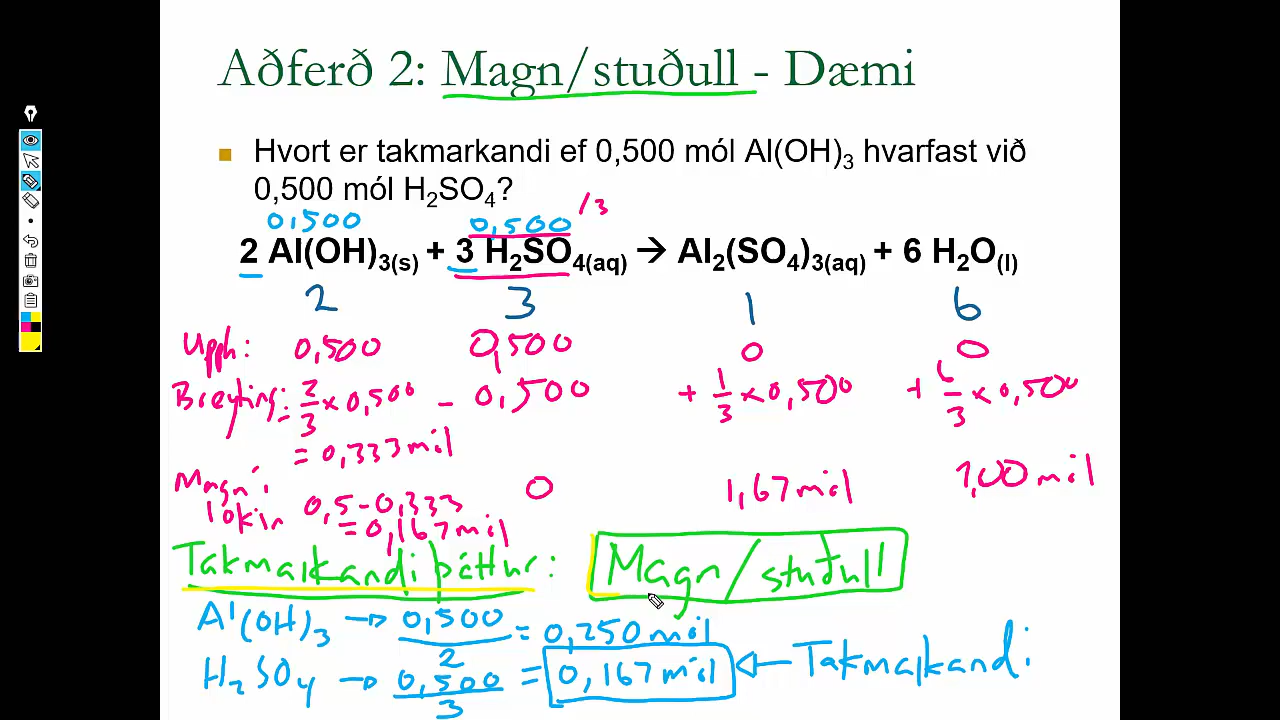 Aðferð 2: Magn/stuðull - Dæmi
Hvort er takmarkandi ef 0,500 mól Al(OH)₃ hvarfast við
0,500 mól H₂SO₄?
0,500 0,500 /3
2 Al(OH)₃(s) + 3 H₂SO₄(aq) → Al₂(SO₄)₃(aq) + 6 H₂O(l)
2 3 1 6
Upph: 0,500 0,500 0 0
Breyting: = 2/3 × 0,500 - 0,500 + 1/3 × 0,500 + 6/3 × 0,500
= 0,333 mól
Magn í 0 1,67 mól 1,00 mól
lokin 0,5 - 0,333
= 0,167 mól
Takmarkandi þáttur: Magn/stuðull
Al(OH)₃ → 0,500/2 = 0,250 mól
H₂SO₄ → 0,500/3 = 0,167 mól ← Takmarkandi